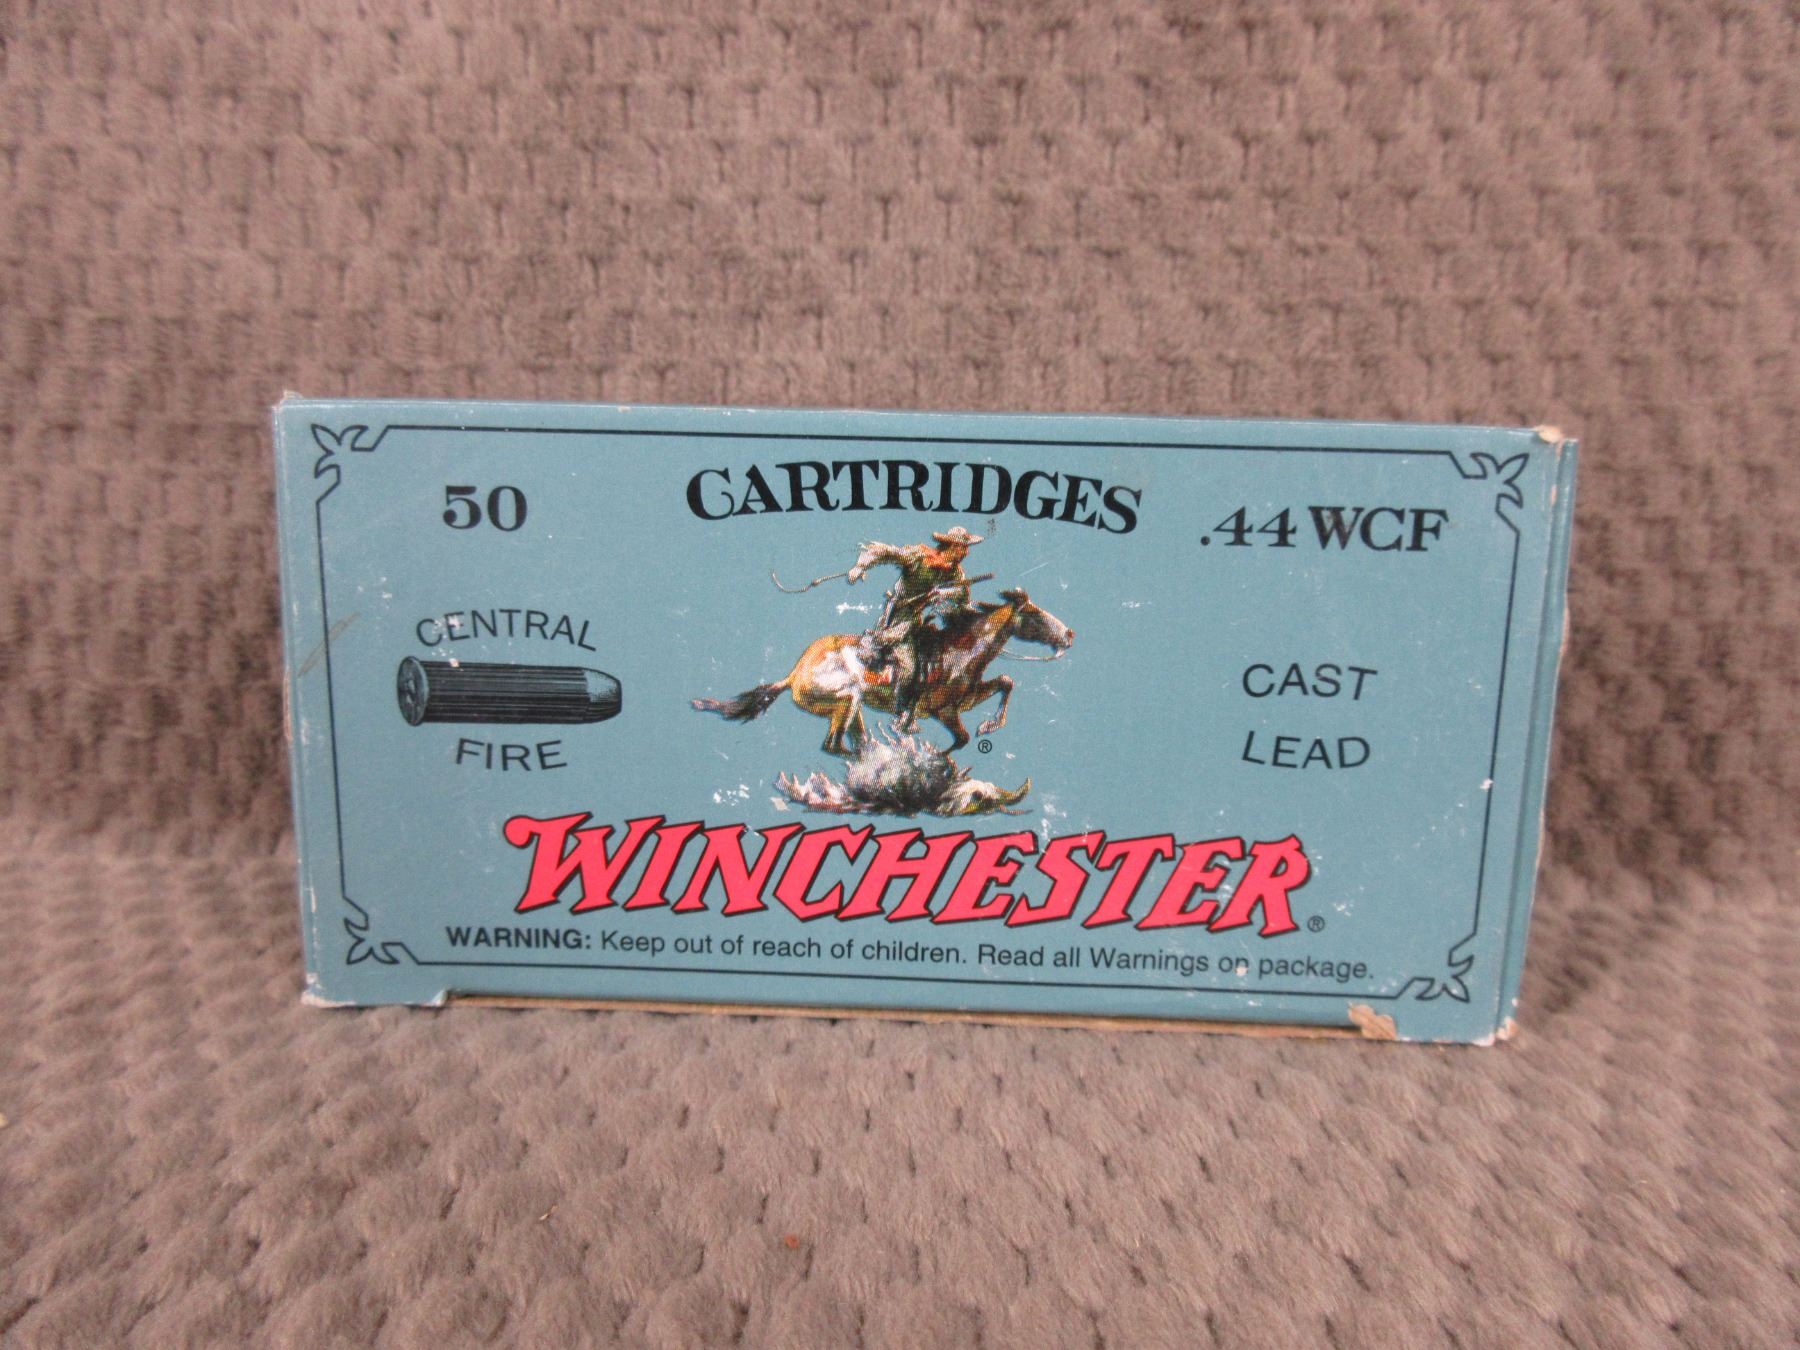 50
CARTRIDGES
.44 WCF
CENTRAL
FIRE
CAST
LEAD
®
WINCHESTER®
WARNING: Keep out of reach of children. Read all Warnings on package.